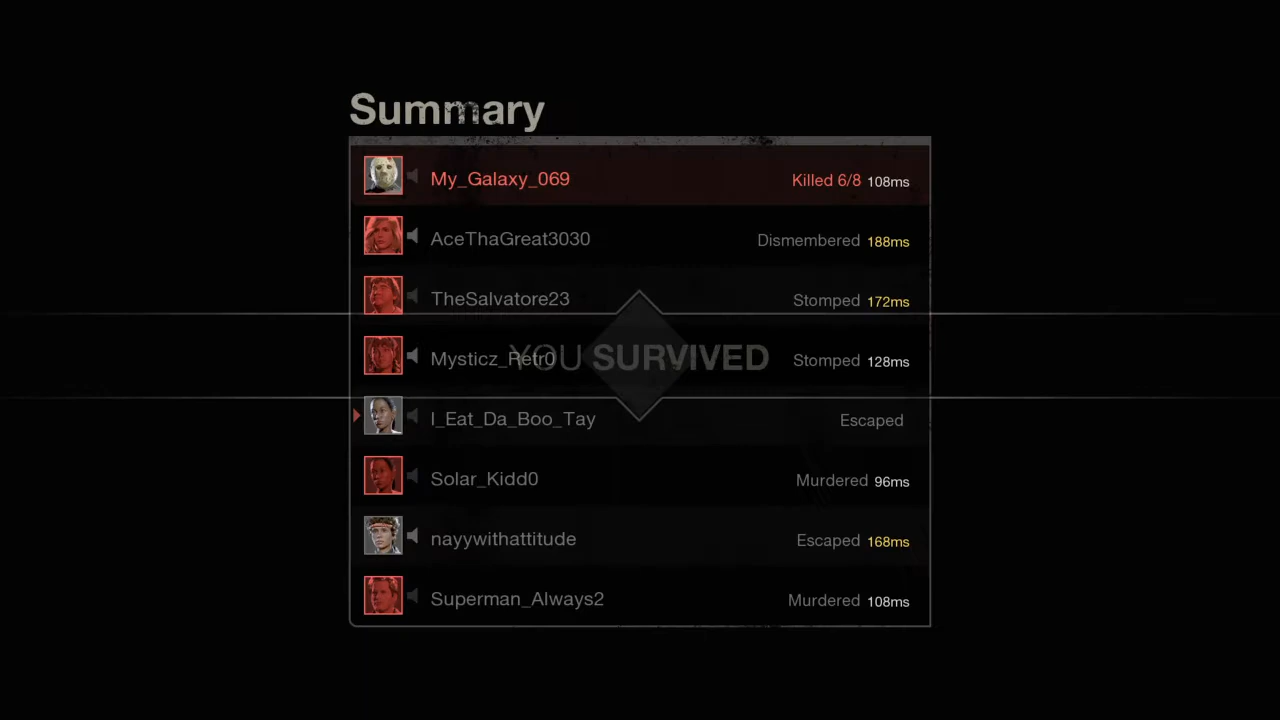 Summary
My_Galaxy_069 Killed 6/8 108ms
AceThaGreat3030 Dismembered 188ms
TheSalvatore23 Stomped 172ms
Mysticz_Retr0 Stomped 128ms
YOU SURVIVED
I_Eat_Da_Boo_Tay Escaped
Solar_Kidd0 Murdered 96ms
nayywithattitude Escaped 168ms
Superman_Always2 Murdered 108ms